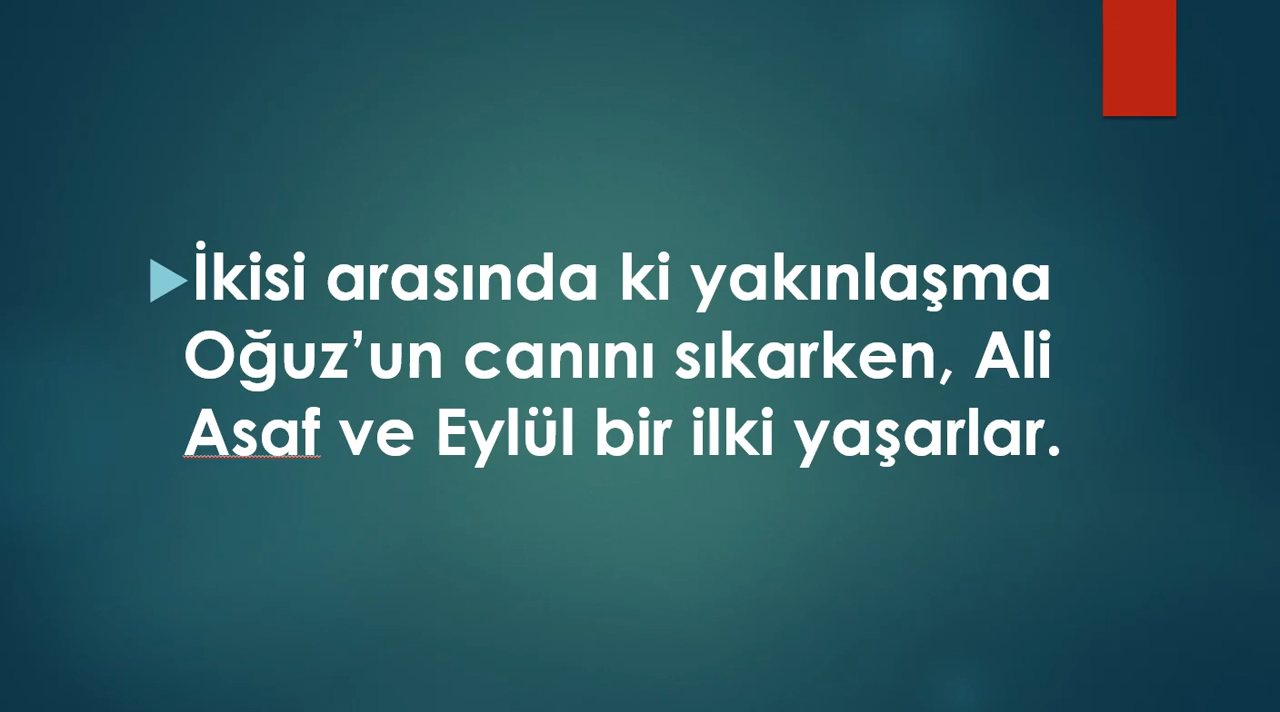 İkisi arasında ki yakınlaşma
Oğuz’un canını sıkarken, Ali
Asaf ve Eylül bir ilki yaşarlar.